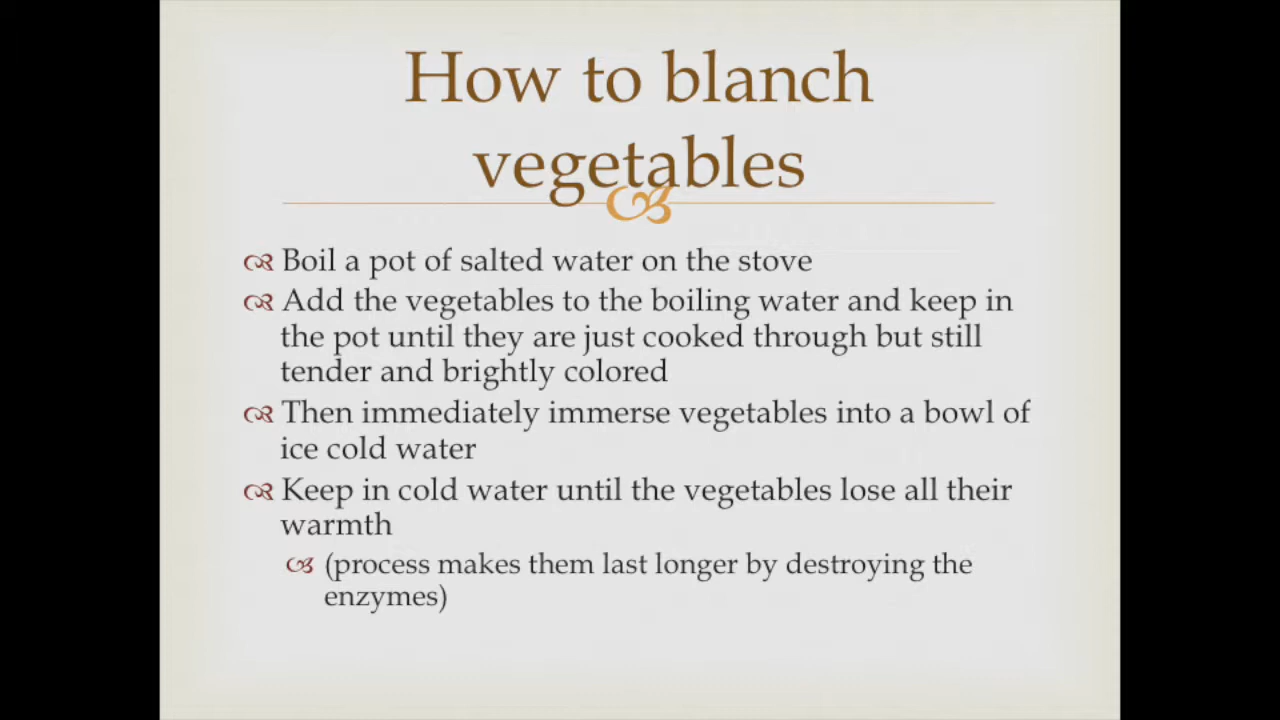 How to blanch
vegetables
Boil a pot of salted water on the stove
Add the vegetables to the boiling water and keep in
the pot until they are just cooked through but still
tender and brightly colored
Then immediately immerse vegetables into a bowl of
ice cold water
Keep in cold water until the vegetables lose all their
warmth
(process makes them last longer by destroying the
enzymes)